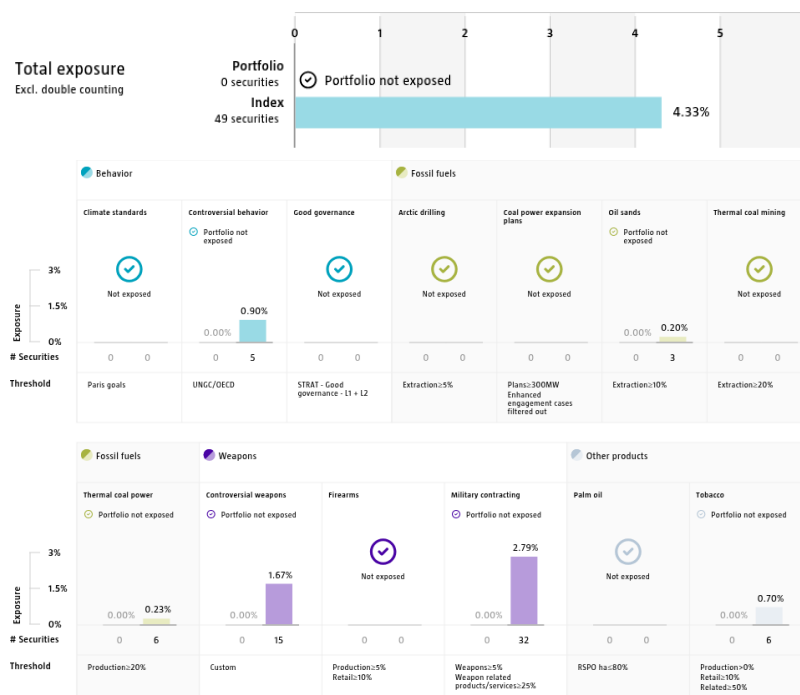 0 1 2 3 4 5
Total exposure
Excl. double counting
Portfolio
0 securities
Portfolio not exposed
Index
49 securities
4.33%
Behavior
Fossil fuels
Climate standards
Controversial behavior
Good governance
Arctic drilling
Coal power expansion
plans
Oil sands
Thermal coal mining
Portfolio not
exposed
Portfolio not
exposed
Not exposed
Not exposed
Not exposed
Not exposed
Not exposed
Exposure
3%
1.5%
0%
0.00% 0.90%
0.00% 0.20%
# Securities
0 0
0 5
0 0
0 0
0 0
0 3
0 0
Threshold
Paris goals
UNGC/OECD
STRAT - Good
governance - L1 + L2
Extraction≥5%
Plans≥300MW
Enhanced
engagement cases
filtered out
Extraction≥10%
Extraction≥20%
Fossil fuels
Weapons
Other products
Thermal coal power
Controversial weapons
Firearms
Military contracting
Palm oil
Tobacco
Portfolio not exposed
Portfolio not exposed
Portfolio not exposed
Portfolio not exposed
Not exposed
Not exposed
Exposure
3%
1.5%
0%
0.00% 0.23%
0.00% 1.67%
0.00% 2.79%
0.00% 0.70%
# Securities
0 6
0 15
0 0
0 32
0 0
0 6
Threshold
Production≥20%
Custom
Production≥5%
Retail≥10%
Weapons≥5%
Weapon related
products/services≥25%
RSPO ha≤80%
Production>0%
Retail≥10%
Related≥50%